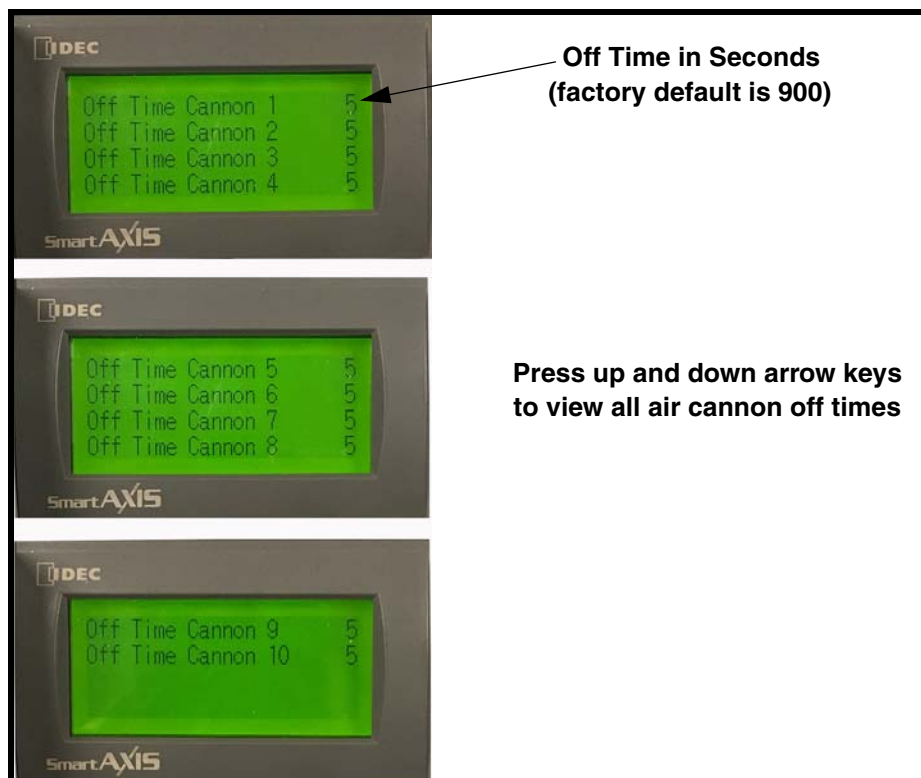 IDEC
Off Time Cannon 1 5
Off Time Cannon 2 5
Off Time Cannon 3 5
Off Time Cannon 4 5
SmartAXIS
Off Time in Seconds
(factory default is 900)
IDEC
Off Time Cannon 5 5
Off Time Cannon 6 5
Off Time Cannon 7 5
Off Time Cannon 8 5
SmartAXIS
Press up and down arrow keys
to view all air cannon off times
IDEC
Off Time Cannon 9 5
Off Time Cannon 10 5
SmartAXIS